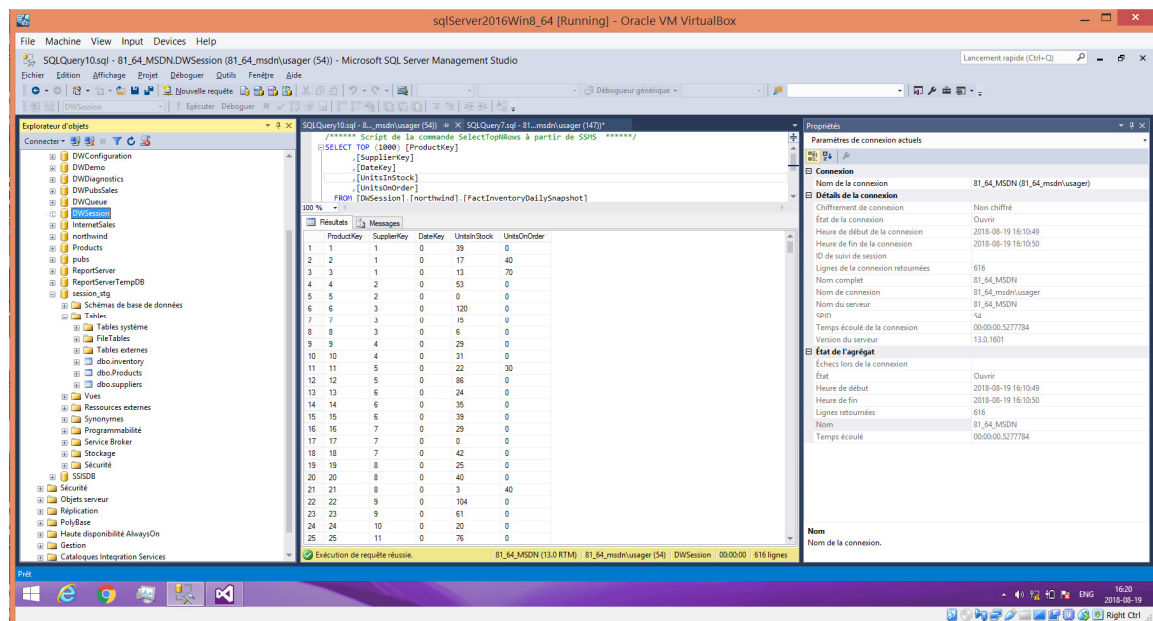 sqlServer2016Win8_64 [Running] - Oracle VM VirtualBox
File Machine View Input Devices Help
SQLQuery10.sql - 81_64_MSDN.DWSession (81_64_msdn\usager (54)) - Microsoft SQL Server Management Studio
Lancement rapide (Ctrl+Q)
Eichier Edition Affichage Projet Déboguer Outils Fenêtre Aide
Nouvelle requête
Débogueur générique
DWSession
Exécuter Déboguer
Explorateur d'objets
Connecter
DWConfiguration
DWDemo
DWDiagnostics
DWPubsSales
DWQueue
DWSession
InternetSales
northwind
Products
pubs
ReportServer
ReportServerTempDB
session_stg
Schémas de base de données
Tables
Tables système
FileTables
Tables externes
dbo.inventory
dbo.Products
dbo.suppliers
Vues
Ressources externes
Synonymes
Programmabilité
Service Broker
Stockage
Sécurité
SSISDB
Sécurité
Objets serveur
Réplication
PolyBase
Haute disponibilité AlwaysOn
Gestion
Catalogues Integration Services
SQLQuery10.sql - 8..._msdn\usager (54))
SQLQuery7.sql - 81...msdn\usager (147))*
/****** Script de la commande SelectTopNRows à partir de SSMS ******/
SELECT TOP (1000) [ProductKey]
,[SupplierKey]
,[DateKey]
,[UnitsInStock]
,[UnitsOnOrder]
FROM [DWSession].[northwind].[FactInventoryDailySnapshot]
100 %
Résultats Messages
ProductKey SupplierKey DateKey UnitsInStock UnitsOnOrder
1 1 1 0 39 0
2 2 1 0 17 40
3 3 1 0 13 70
4 4 2 0 53 0
5 5 2 0 0 0
6 6 3 0 120 0
7 7 3 0 15 0
8 8 3 0 6 0
9 9 4 0 29 0
10 10 4 0 31 0
11 11 5 0 22 30
12 12 5 0 86 0
13 13 6 0 24 0
14 14 6 0 35 0
15 15 6 0 39 0
16 16 7 0 29 0
17 17 7 0 0 0
18 18 7 0 42 0
19 19 8 0 25 0
20 20 8 0 40 0
21 21 8 0 3 40
22 22 9 0 104 0
23 23 9 0 61 0
24 24 10 0 20 0
25 25 11 0 76 0
Exécution de requête réussie.
81_64_MSDN (13.0 RTM) 81_64_msdn\usager (54) DWSession 00:00:00 616 lignes
Propriétés
Paramètres de connexion actuels
Connexion
Nom de la connexion 81_64_MSDN (81_64_msdn\usager)
Détails de la connexion
Chiffrement de connexion Non chiffré
État de la connexion Ouvrir
Heure de début de la connexion 2018-08-19 16:10:49
Heure de fin de la connexion 2018-08-19 16:10:50
ID de suivi de session
Lignes de la connexion retournées 616
Nom complet 81_64_MSDN
Nom de connexion 81_64_msdn\usager
Nom du serveur 81_64_MSDN
SPID 54
Temps écoulé de la connexion 00:00:00.5277784
Version du serveur 13.0.1601
État de l'agrégat
Échecs lors de la connexion
État Ouvrir
Heure de début 2018-08-19 16:10:49
Heure de fin 2018-08-19 16:10:50
Lignes retournées 616
Nom 81_64_MSDN
Temps écoulé 00:00:00.5277784
Nom
Nom de la connexion.
Prêt
ENG
16:20
2018-08-19
Right Ctrl